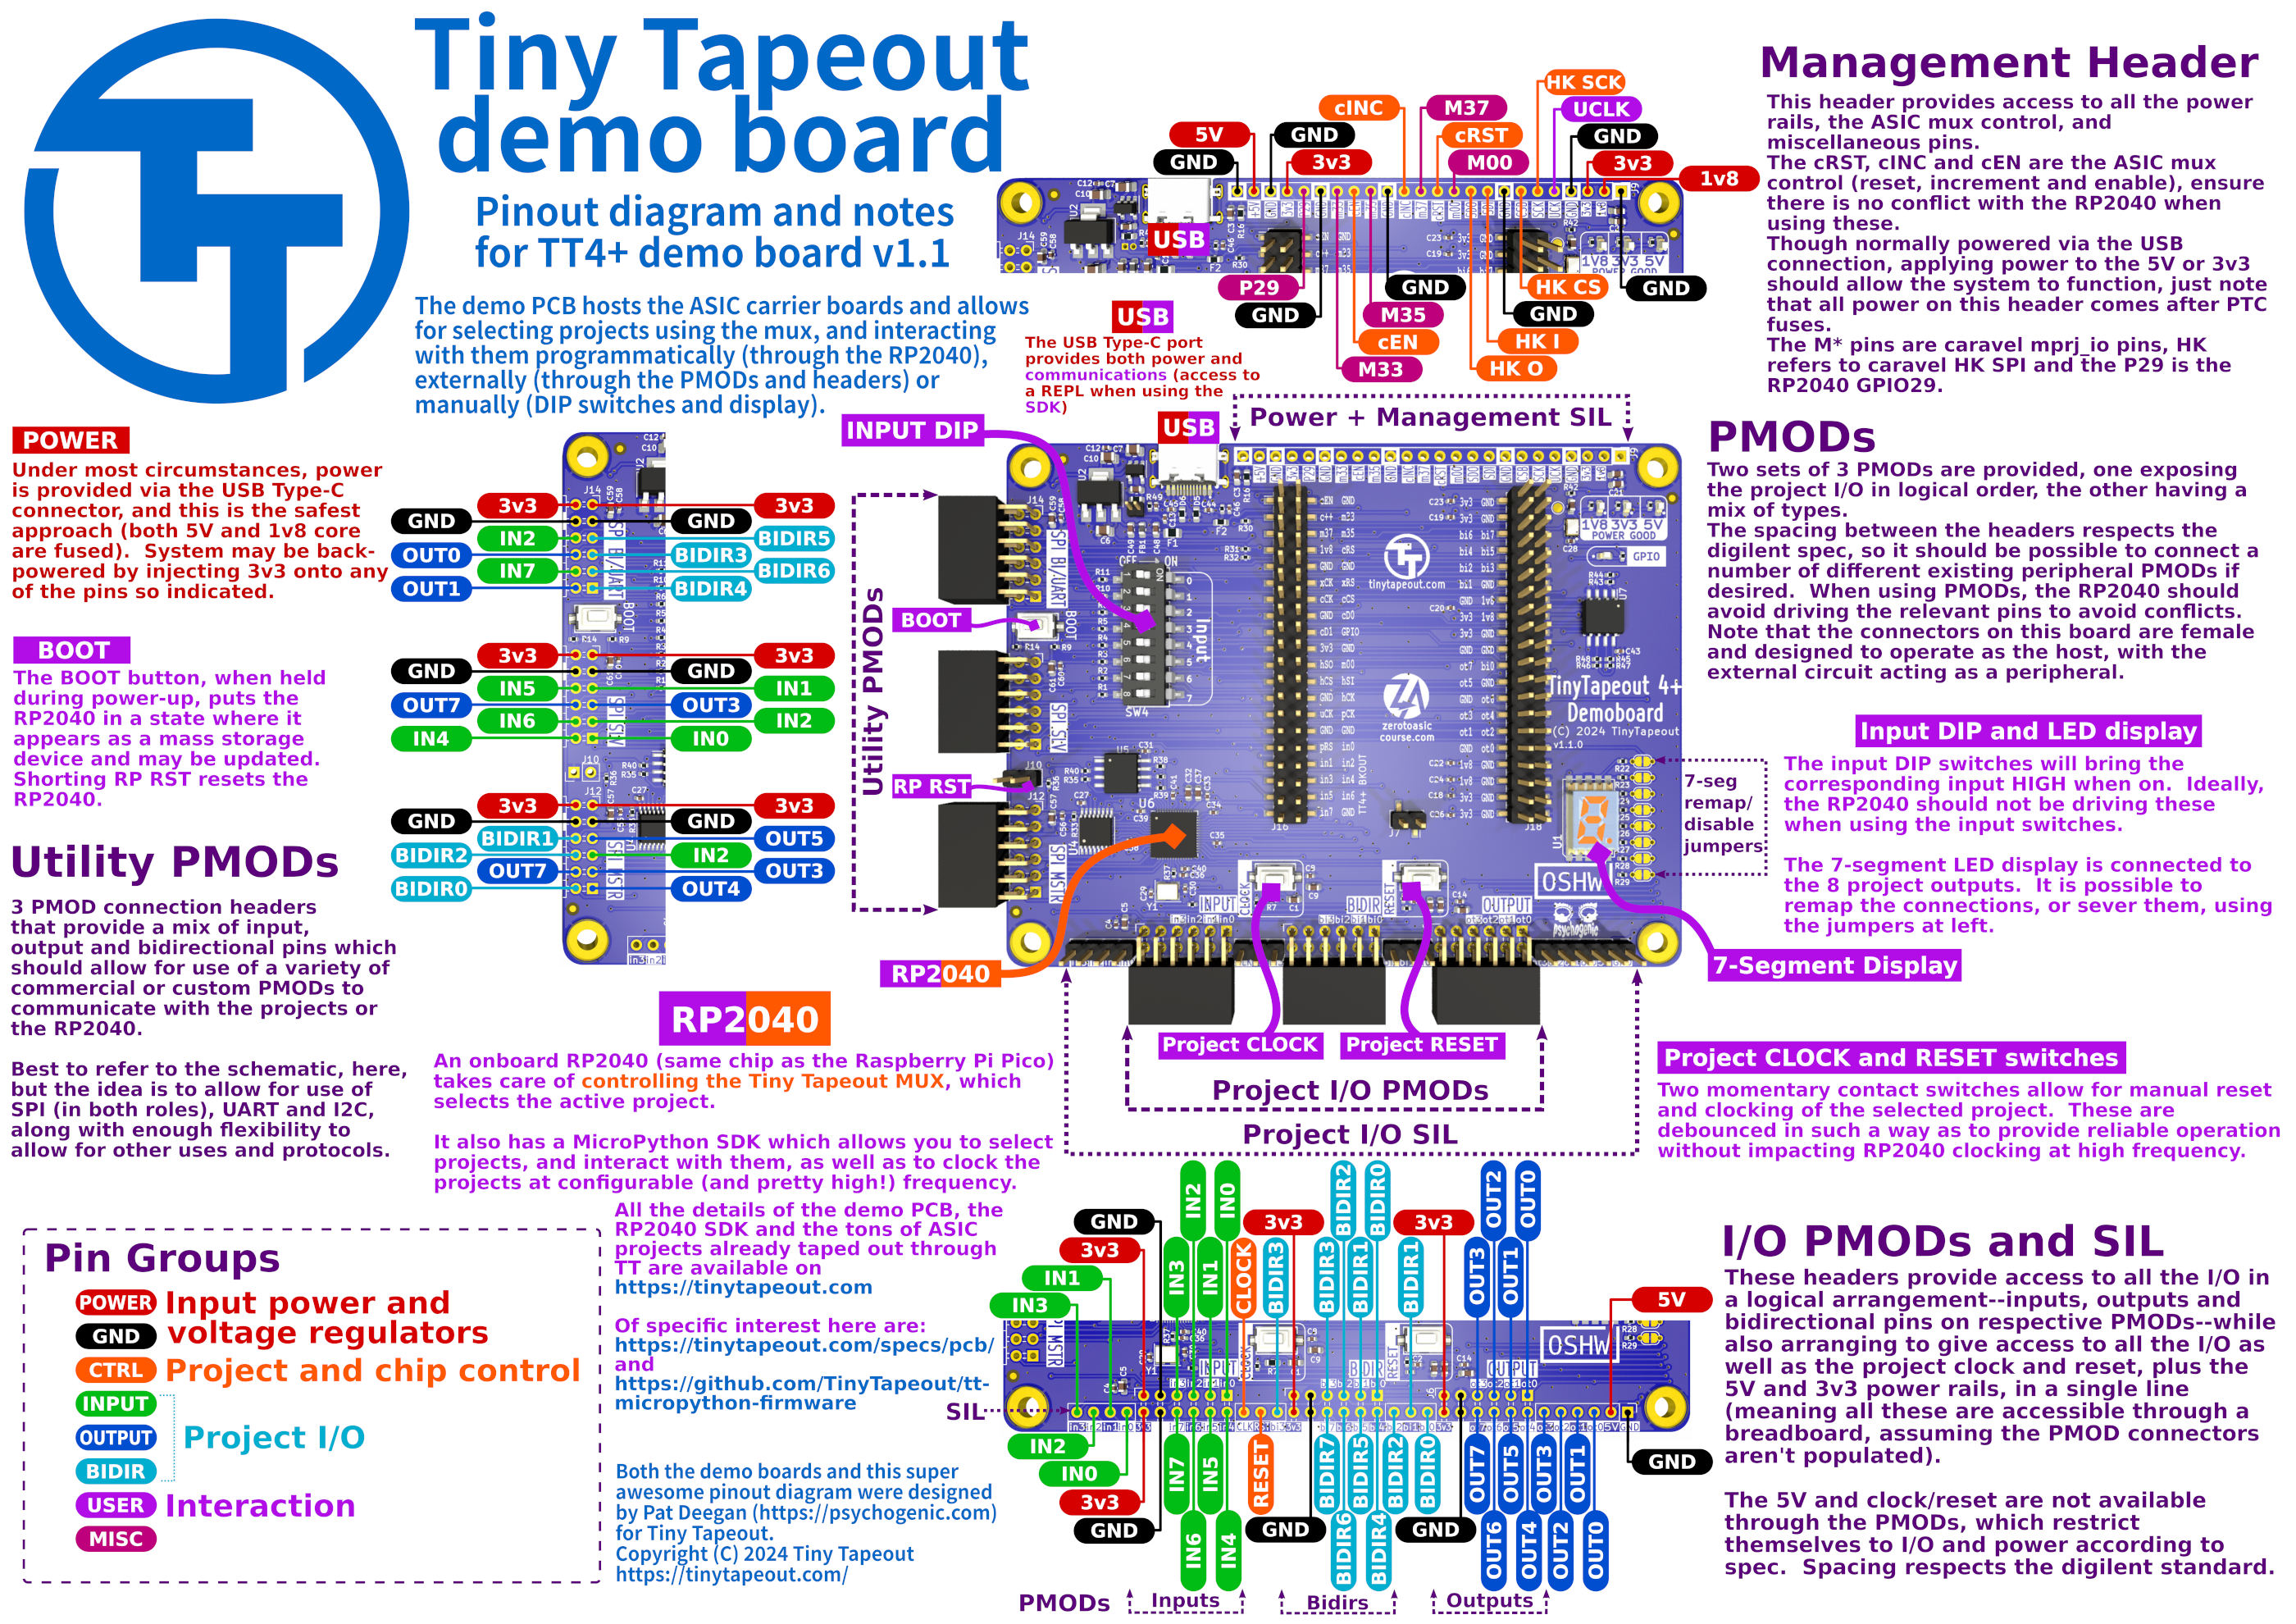 Tiny Tapeout
demo board
Pinout diagram and notes
for TT4+ demo board v1.1
The demo PCB hosts the ASIC carrier boards and allows
for selecting projects using the mux, and interacting
with them programmatically (through the RP2040),
externally (through the PMODs and headers) or
manually (DIP switches and display).
HK SCK
cINC
M37
UCLK
5V
GND
cRST
GND
GND
3v3
M00
3v3
1v8
USB
P29
GND
HK CS
GND
GND
M35
GND
cEN
HK I
M33
HK O
USB
The USB Type-C port
provides both power and
communications (access to
a REPL when using the
SDK)
Management Header
This header provides access to all the power
rails, the ASIC mux control, and
miscellaneous pins.
The cRST, cINC and cEN are the ASIC mux
control (reset, increment and enable), ensure
there is no conflict with the RP2040 when
using these.
Though normally powered via the USB
connection, applying power to the 5V or 3v3
should allow the system to function, just note
that all power on this header comes after PTC
fuses.
The M* pins are caravel mprj_io pins, HK
refers to caravel HK SPI and the P29 is the
RP2040 GPIO29.
POWER
Under most circumstances, power
is provided via the USB Type-C
connector, and this is the safest
approach (both 5V and 1v8 core
are fused).  System may be back-
powered by injecting 3v3 onto any
of the pins so indicated.
BOOT
The BOOT button, when held
during power-up, puts the
RP2040 in a state where it
appears as a mass storage
device and may be updated.
Shorting RP RST resets the
RP2040.
Utility PMODs
3 PMOD connection headers
that provide a mix of input,
output and bidirectional pins which
should allow for use of a variety of
commercial or custom PMODs to
communicate with the projects or
the RP2040.
Best to refer to the schematic, here,
but the idea is to allow for use of
SPI (in both roles), UART and I2C,
along with enough flexibility to
allow for other uses and protocols.
3v3 3v3
GND GND
IN2 BIDIR5
OUT0 BIDIR3
IN7 BIDIR6
OUT1 BIDIR4
BOOT
3v3 3v3
GND GND
IN5 IN1
OUT7 OUT3
IN6 IN2
IN4 IN0
3v3 3v3
GND GND
BIDIR1 OUT5
BIDIR2 IN2
OUT7 OUT3
BIDIR0 OUT4
INPUT DIP
USB
Power + Management SIL
Utility PMODs
BOOT
RP RST
RP2040
SPI BI/UART
SPI SLV
SPI MSTR
OFF ON
Input
SW4
tinytapeout.com
zerotoasic
course.com
1V8 3V3 5V
POWER GOOD
GPIO
TinyTapeout 4+
Demoboard
(C) 2024 TinyTapeout
v1.1.0
OSHW
psychogenic
CLOCK
RESET
INPUT
BIDIR
OUTPUT
7-seg
remap/
disable
jumpers
7-Segment Display
Project CLOCK
Project RESET
Project I/O PMODs
Project I/O SIL
PMODs
Two sets of 3 PMODs are provided, one exposing
the project I/O in logical order, the other having a
mix of types.
The spacing between the headers respects the
digilent spec, so it should be possible to connect a
number of different existing peripheral PMODs if
desired.  When using PMODs, the RP2040 should
avoid driving the relevant pins to avoid conflicts.
Note that the connectors on this board are female
and designed to operate as the host, with the
external circuit acting as a peripheral.
Input DIP and LED display
The input DIP switches will bring the
corresponding input HIGH when on.  Ideally,
the RP2040 should not be driving these
when using the input switches.
The 7-segment LED display is connected to
the 8 project outputs.  It is possible to
remap the connections, or sever them, using
the jumpers at left.
Project CLOCK and RESET switches
Two momentary contact switches allow for manual reset
and clocking of the selected project.  These are
debounced in such a way as to provide reliable operation
without impacting RP2040 clocking at high frequency.
RP2040
An onboard RP2040 (same chip as the Raspberry Pi Pico)
takes care of controlling the Tiny Tapeout MUX, which
selects the active project.
It also has a MicroPython SDK which allows you to select
projects, and interact with them, as well as to clock the
projects at configurable (and pretty high!) frequency.
All the details of the demo PCB, the
RP2040 SDK and the tons of ASIC
projects already taped out through
TT are available on
https://tinytapeout.com
Of specific interest here are:
https://tinytapeout.com/specs/pcb/
and
https://github.com/TinyTapeout/tt-
micropython-firmware
Both the demo boards and this super
awesome pinout diagram were designed
by Pat Deegan (https://psychogenic.com)
for Tiny Tapeout.
Copyright (C) 2024 Tiny Tapeout
https://tinytapeout.com/
Pin Groups
POWER Input power and
GND voltage regulators
CTRL Project and chip control
INPUT
OUTPUT Project I/O
BIDIR
USER Interaction
MISC
IN2 IN0 BIDIR2 BIDIR0 OUT2 OUT0
GND 3v3 3v3
3v3 IN3 IN1 CLOCK BIDIR3 BIDIR3 BIDIR1 BIDIR1 OUT3 OUT1
IN1
IN3
5V
OSHW
SIL
IN2
IN0
3v3
GND
IN7 IN5 RESET BIDIR7 BIDIR5 BIDIR2 BIDIR0 OUT7 OUT5 OUT3 OUT1
GND
GND GND
IN6 IN4 BIDIR6 BIDIR4 OUT6 OUT4 OUT2 OUT0
PMODs Inputs Bidirs Outputs
I/O PMODs and SIL
These headers provide access to all the I/O in
a logical arrangement--inputs, outputs and
bidirectional pins on respective PMODs--while
also arranging to give access to all the I/O as
well as the project clock and reset, plus the
5V and 3v3 power rails, in a single line
(meaning all these are accessible through a
breadboard, assuming the PMOD connectors
aren't populated).
The 5V and clock/reset are not available
through the PMODs, which restrict
themselves to I/O and power according to
spec.  Spacing respects the digilent standard.